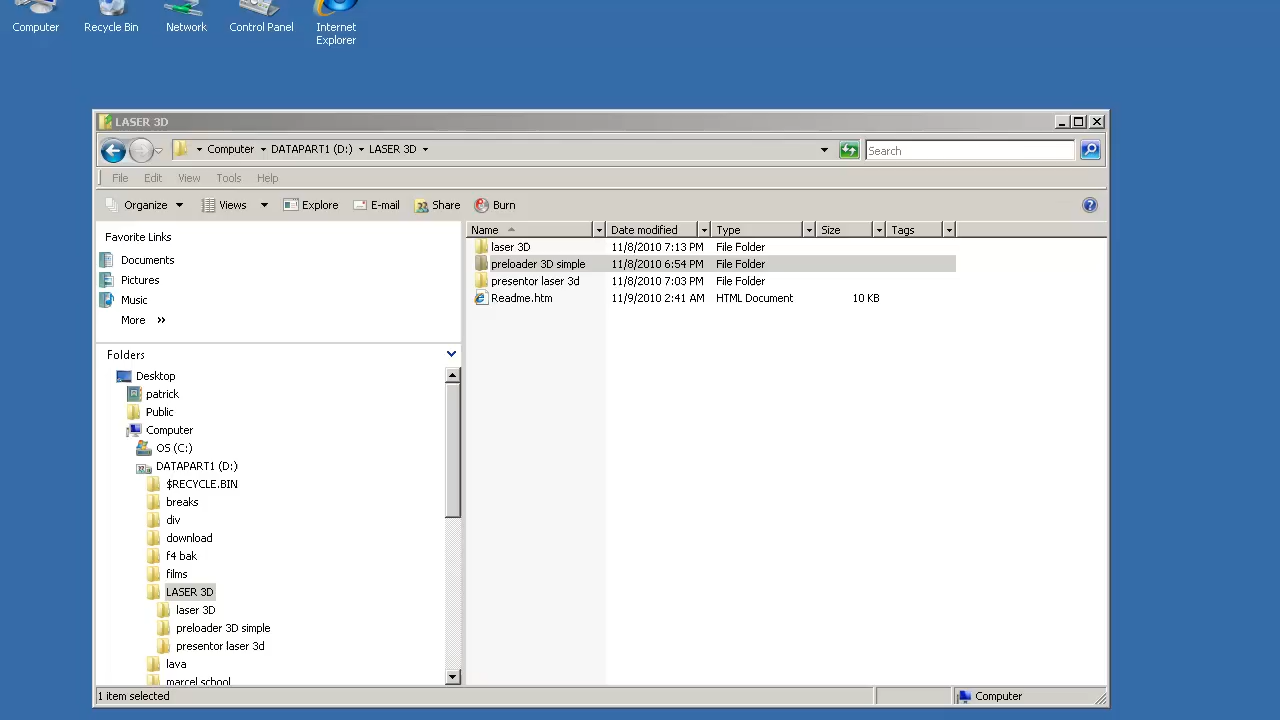 Computer
Recycle Bin
Network
Control Panel
Internet
Explorer
LASER 3D
Computer DATAPART1 (D:) LASER 3D
Search
File Edit View Tools Help
Organize Views Explore E-mail Share Burn
Favorite Links
Documents
Pictures
Music
More »
Folders
Desktop
patrick
Public
Computer
OS (C:)
DATAPART1 (D:)
$RECYCLE.BIN
breaks
div
download
f4 bak
films
LASER 3D
laser 3D
preloader 3D simple
presentor laser 3d
lava
marcel school
Name Date modified Type Size Tags
laser 3D 11/8/2010 7:13 PM File Folder
preloader 3D simple 11/8/2010 6:54 PM File Folder
presentor laser 3d 11/8/2010 7:03 PM File Folder
Readme.htm 11/9/2010 2:41 AM HTML Document 10 KB
1 item selected
Computer